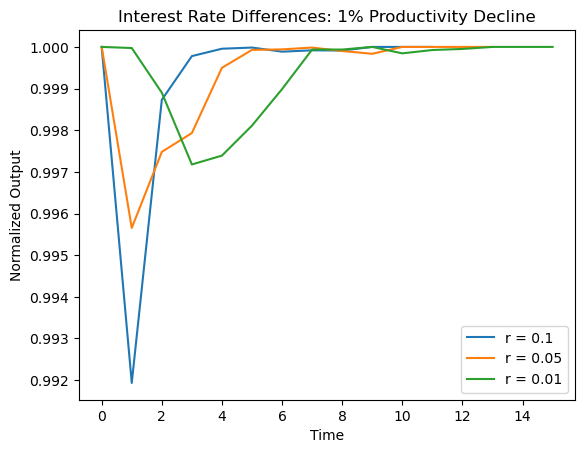 Interest Rate Differences: 1% Productivity Decline
Normalized Output
1.000
0.999
0.998
0.997
0.996
0.995
0.994
0.993
0.992
r = 0.1
r = 0.05
r = 0.01
0 2 4 6 8 10 12 14
Time